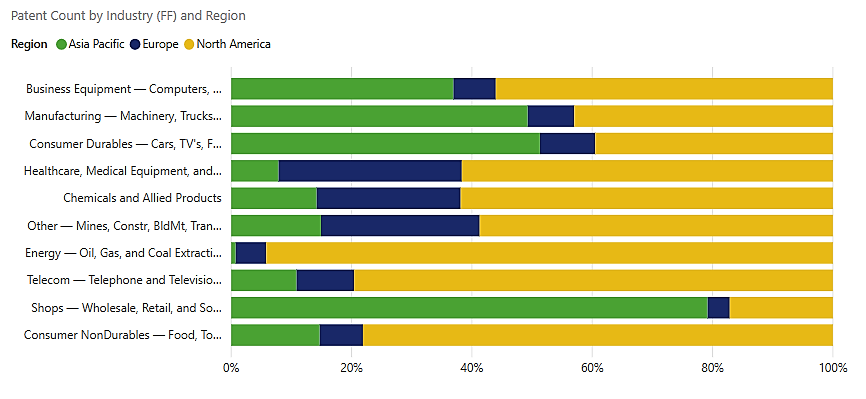 Patent Count by Industry (FF) and Region
Region Asia Pacific Europe North America
Business Equipment — Computers, ...
Manufacturing — Machinery, Trucks...
Consumer Durables — Cars, TV's, F...
Healthcare, Medical Equipment, and...
Chemicals and Allied Products
Other — Mines, Constr, BldMt, Tran...
Energy — Oil, Gas, and Coal Extracti...
Telecom — Telephone and Televisio...
Shops — Wholesale, Retail, and So...
Consumer NonDurables — Food, To...
0% 20% 40% 60% 80% 100%